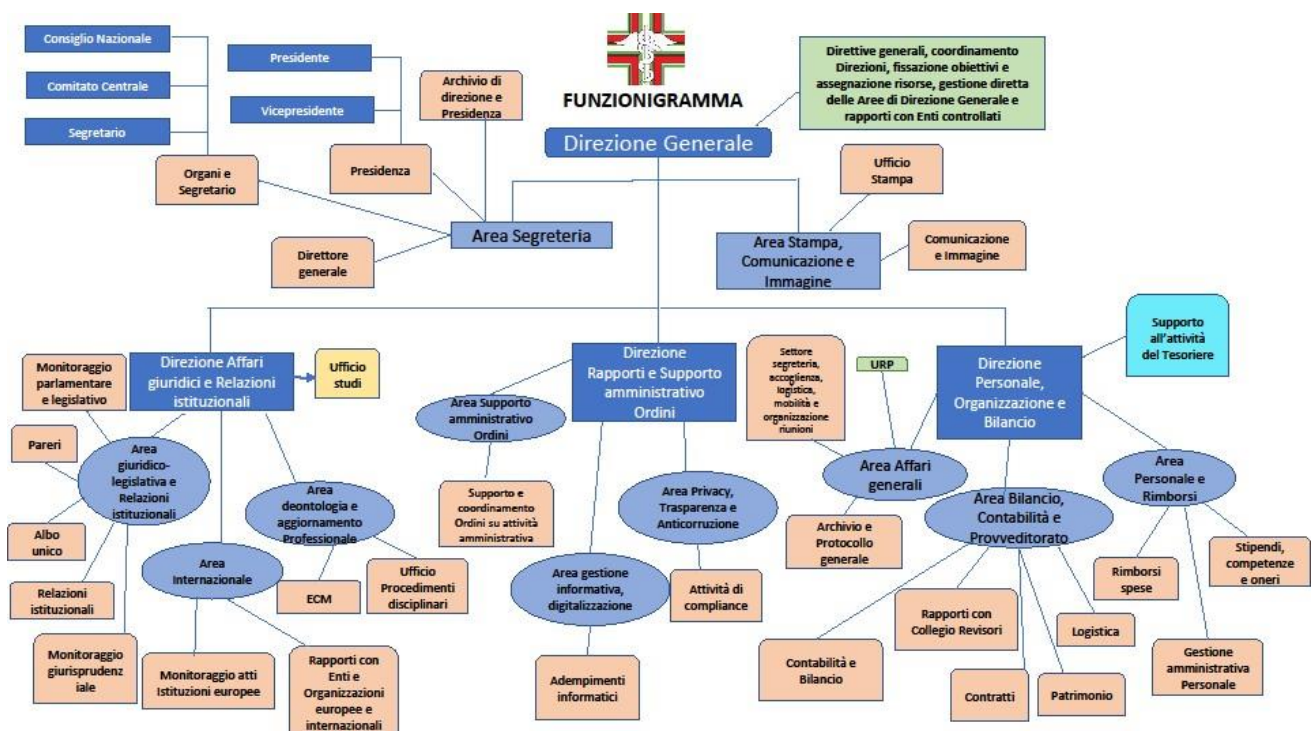 Consiglio Nazionale
Comitato Centrale
Segretario
Presidente
Vicepresidente
Archivio di
direzione e
Presidenza
FUNZIONIGRAMMA
Direzione Generale
Direttive generali, coordinamento
Direzioni, fissazione obiettivi e
assegnazione risorse, gestione diretta
delle Aree di Direzione Generale e
rapporti con Enti controllati
Organi e
Segretario
Presidenza
Ufficio
Stampa
Area Segreteria
Direttore
generale
Area Stampa,
Comunicazione e
Immagine
Comunicazione
e Immagine
Monitoraggio
parlamentare
e legislativo
Direzione Affari
giuridici e Relazioni
istituzionali
Ufficio
studi
Direzione
Rapporti e Supporto
amministrativo
Ordini
Settore
segreteria,
accoglienza,
logistica,
mobilità e
organizzazione
riunioni
URP
Direzione
Personale,
Organizzazione e
Bilancio
Supporto
all'attività
del Tesoriere
Area Supporto
amministrativo
Ordini
Pareri
Area
giuridico-
legislativa e
Relazioni
istituzionali
Area
deontologia e
aggiornamento
Professionale
Supporto e
coordinamento
Ordini su attività
amministrativa
Area Privacy,
Trasparenza e
Anticorruzione
Area Affari
generali
Area
Personale e
Rimborsi
Albo
unico
Area
Internazionale
ECM
Ufficio
Procedimenti
disciplinari
Area gestione
informativa,
digitalizzazione
Attività di
compliance
Archivio e
Protocollo
generale
Area Bilancio,
Contabilità e
Provveditorato
Rimborsi
spese
Stipendi,
competenze
e oneri
Relazioni
istituzionali
Monitoraggio
giurisprudenz
iale
Monitoraggio atti
Istituzioni europee
Rapporti con
Enti e
Organizzazioni
europee e
internazionali
Adempimenti
informatici
Contabilità e
Bilancio
Rapporti con
Collegio Revisori
Contratti
Patrimonio
Logistica
Gestione
amministrativa
Personale